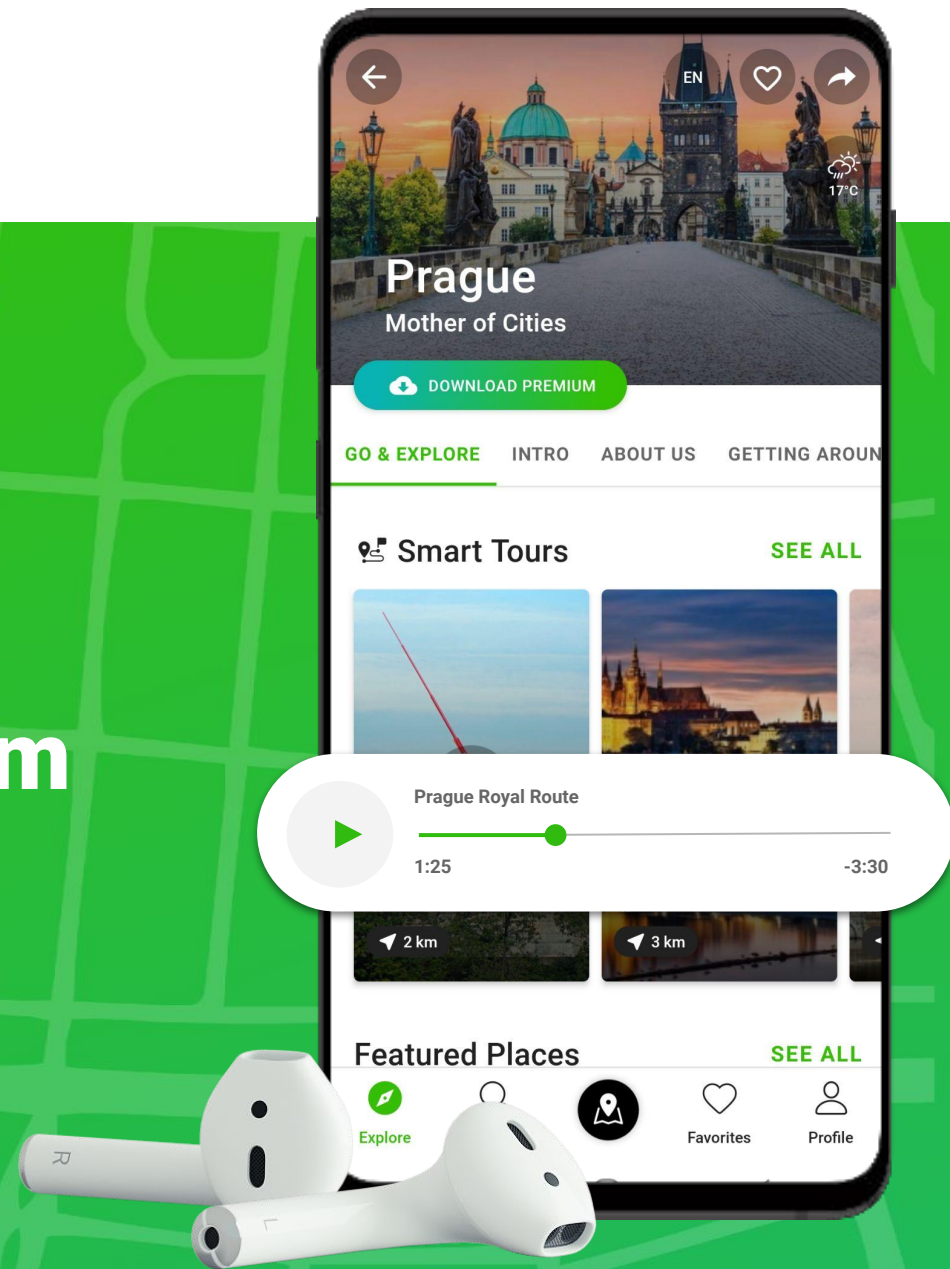 EN
17°C
Prague
Mother of Cities
DOWNLOAD PREMIUM
GO & EXPLORE INTRO ABOUT US GETTING AROUN
Smart Tours SEE ALL
m
Prague Royal Route
1:25 -3:30
2 km 3 km
Featured Places SEE ALL
Explore Favorites Profile
R
L